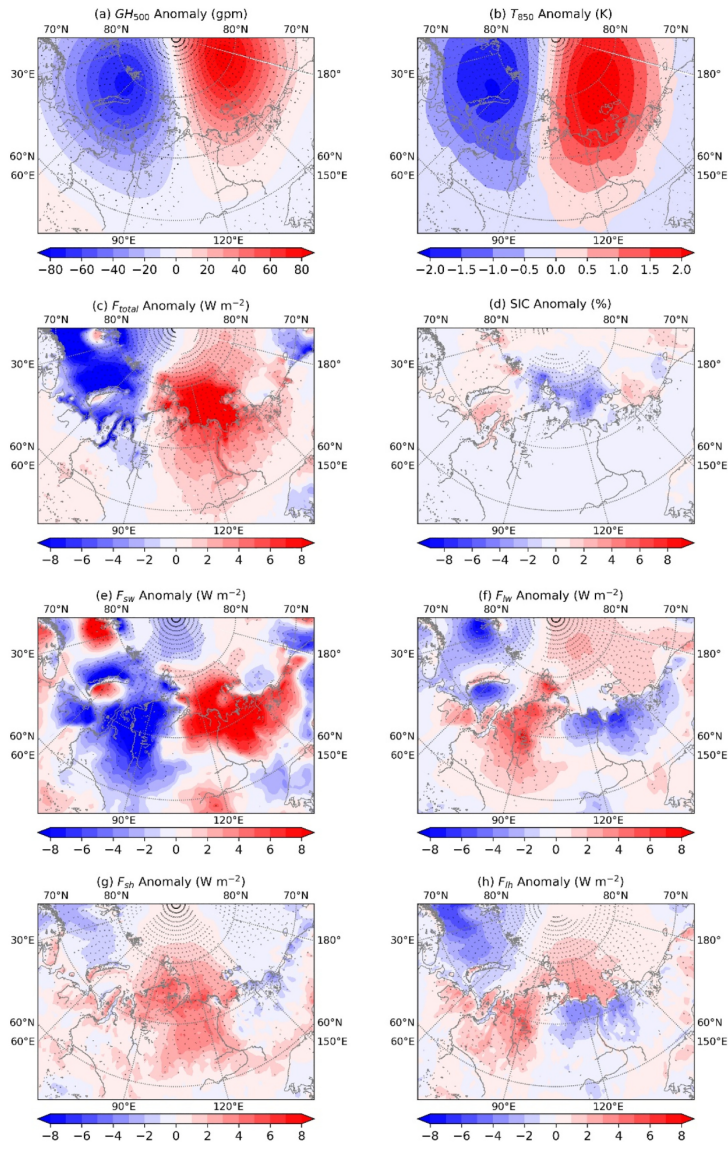 (a) GH500 Anomaly (gpm)
(b) T850 Anomaly (K)
70°N 80°N 80°N 70°N
70°N 80°N 80°N 70°N
30°E 180°
30°E 180°
60°N 60°N
60°N 60°N
60°E 150°E
60°E 150°E
90°E 120°E
90°E 120°E
−80 −60 −40 −20 0 20 40 60 80
−2.0 −1.5 −1.0 −0.5 0.0 0.5 1.0 1.5 2.0
(c) Ftotal Anomaly (W m−2)
(d) SIC Anomaly (%)
70°N 80°N 80°N 70°N
70°N 80°N 80°N 70°N
30°E 180°
30°E 180°
60°N 60°N
60°N 60°N
60°E 150°E
60°E 150°E
90°E 120°E
90°E 120°E
−8 −6 −4 −2 0 2 4 6 8
−8 −6 −4 −2 0 2 4 6 8
(e) Fsw Anomaly (W m−2)
(f) Flw Anomaly (W m−2)
70°N 80°N 80°N 70°N
70°N 80°N 80°N 70°N
30°E 180°
30°E 180°
60°N 60°N
60°N 60°N
60°E 150°E
60°E 150°E
90°E 120°E
90°E 120°E
−8 −6 −4 −2 0 2 4 6 8
−8 −6 −4 −2 0 2 4 6 8
(g) Fsh Anomaly (W m−2)
(h) Flh Anomaly (W m−2)
70°N 80°N 80°N 70°N
70°N 80°N 80°N 70°N
30°E 180°
30°E 180°
60°N 60°N
60°N 60°N
60°E 150°E
60°E 150°E
90°E 120°E
90°E 120°E
−8 −6 −4 −2 0 2 4 6 8
−8 −6 −4 −2 0 2 4 6 8